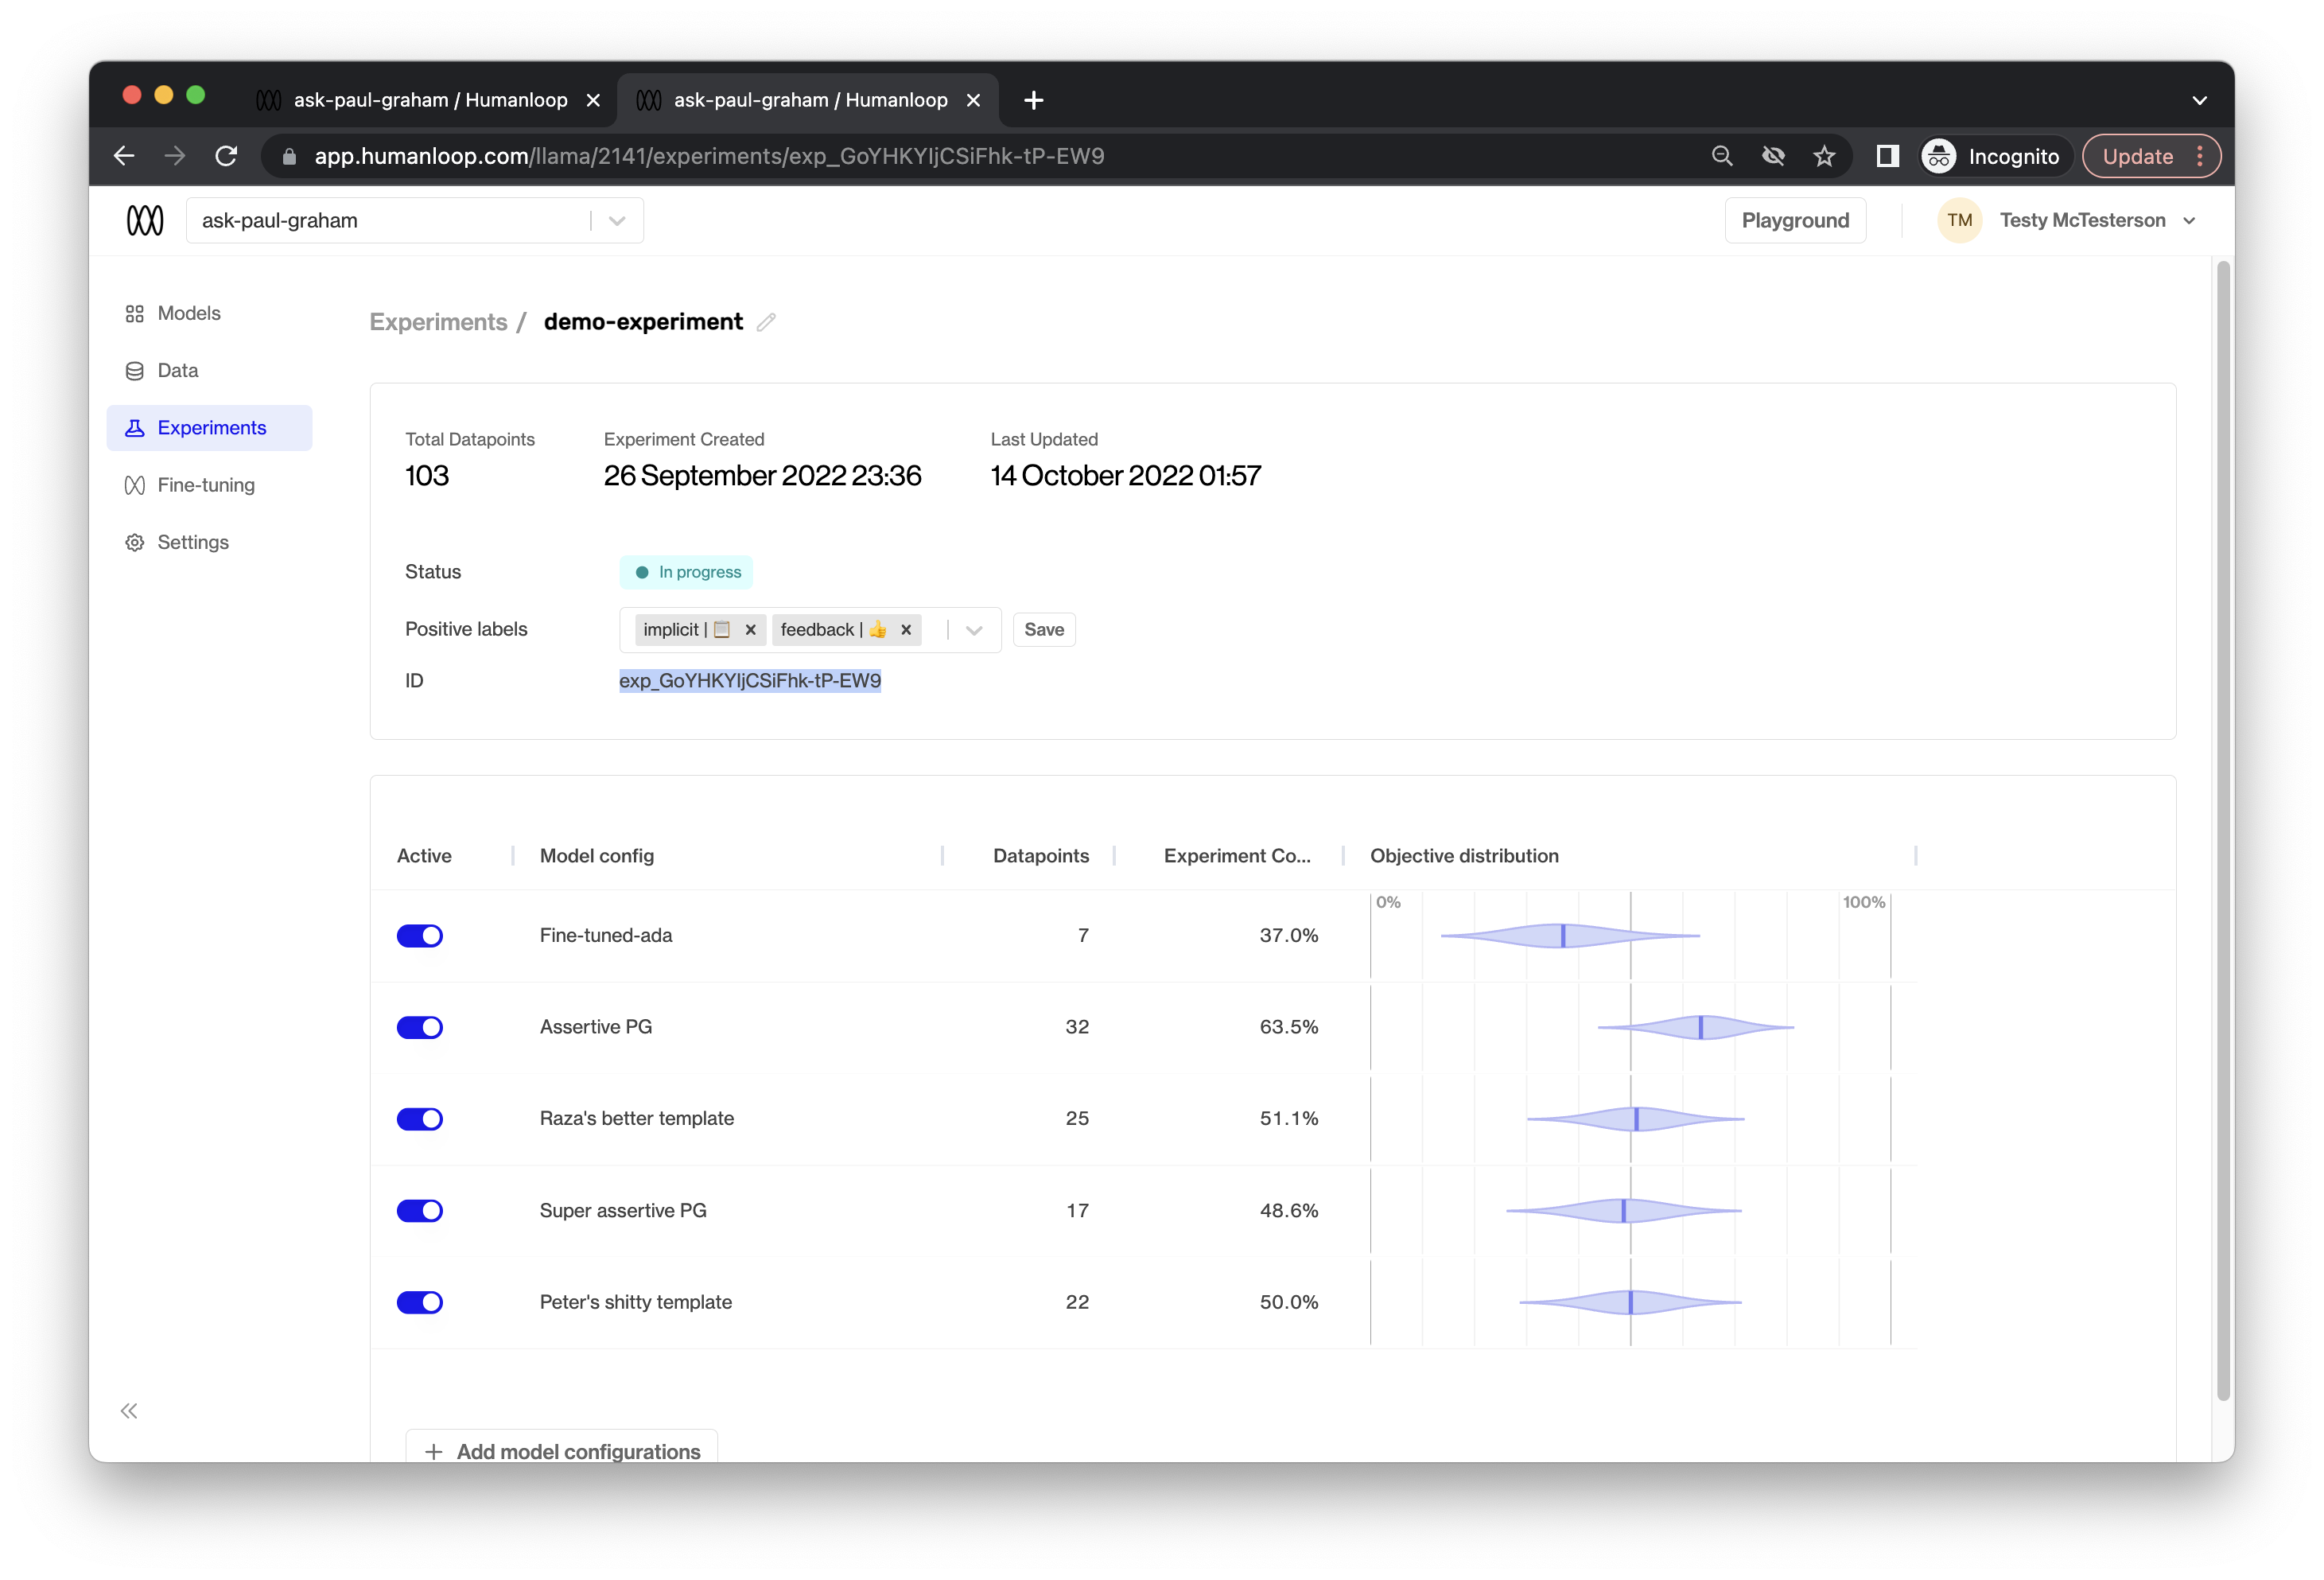 ask-paul-graham / Humanloop
ask-paul-graham / Humanloop
app.humanloop.com/llama/2141/experiments/exp_GoYHKYIjCSiFhk-tP-EW9
Incognito
Update
ask-paul-graham
Playground
TM
Testy McTesterson
Models
Data
Experiments
Fine-tuning
Settings
Experiments / demo-experiment
Total Datapoints
103
Experiment Created
26 September 2022 23:36
Last Updated
14 October 2022 01:57
Status
In progress
Positive labels
implicit | 📋
feedback | 👍
Save
ID
exp_GoYHKYIjCSiFhk-tP-EW9
Active Model config Datapoints Experiment Co... Objective distribution
0% 100%
Fine-tuned-ada 7 37.0%
Assertive PG 32 63.5%
Raza's better template 25 51.1%
Super assertive PG 17 48.6%
Peter's shitty template 22 50.0%
Add model configurations